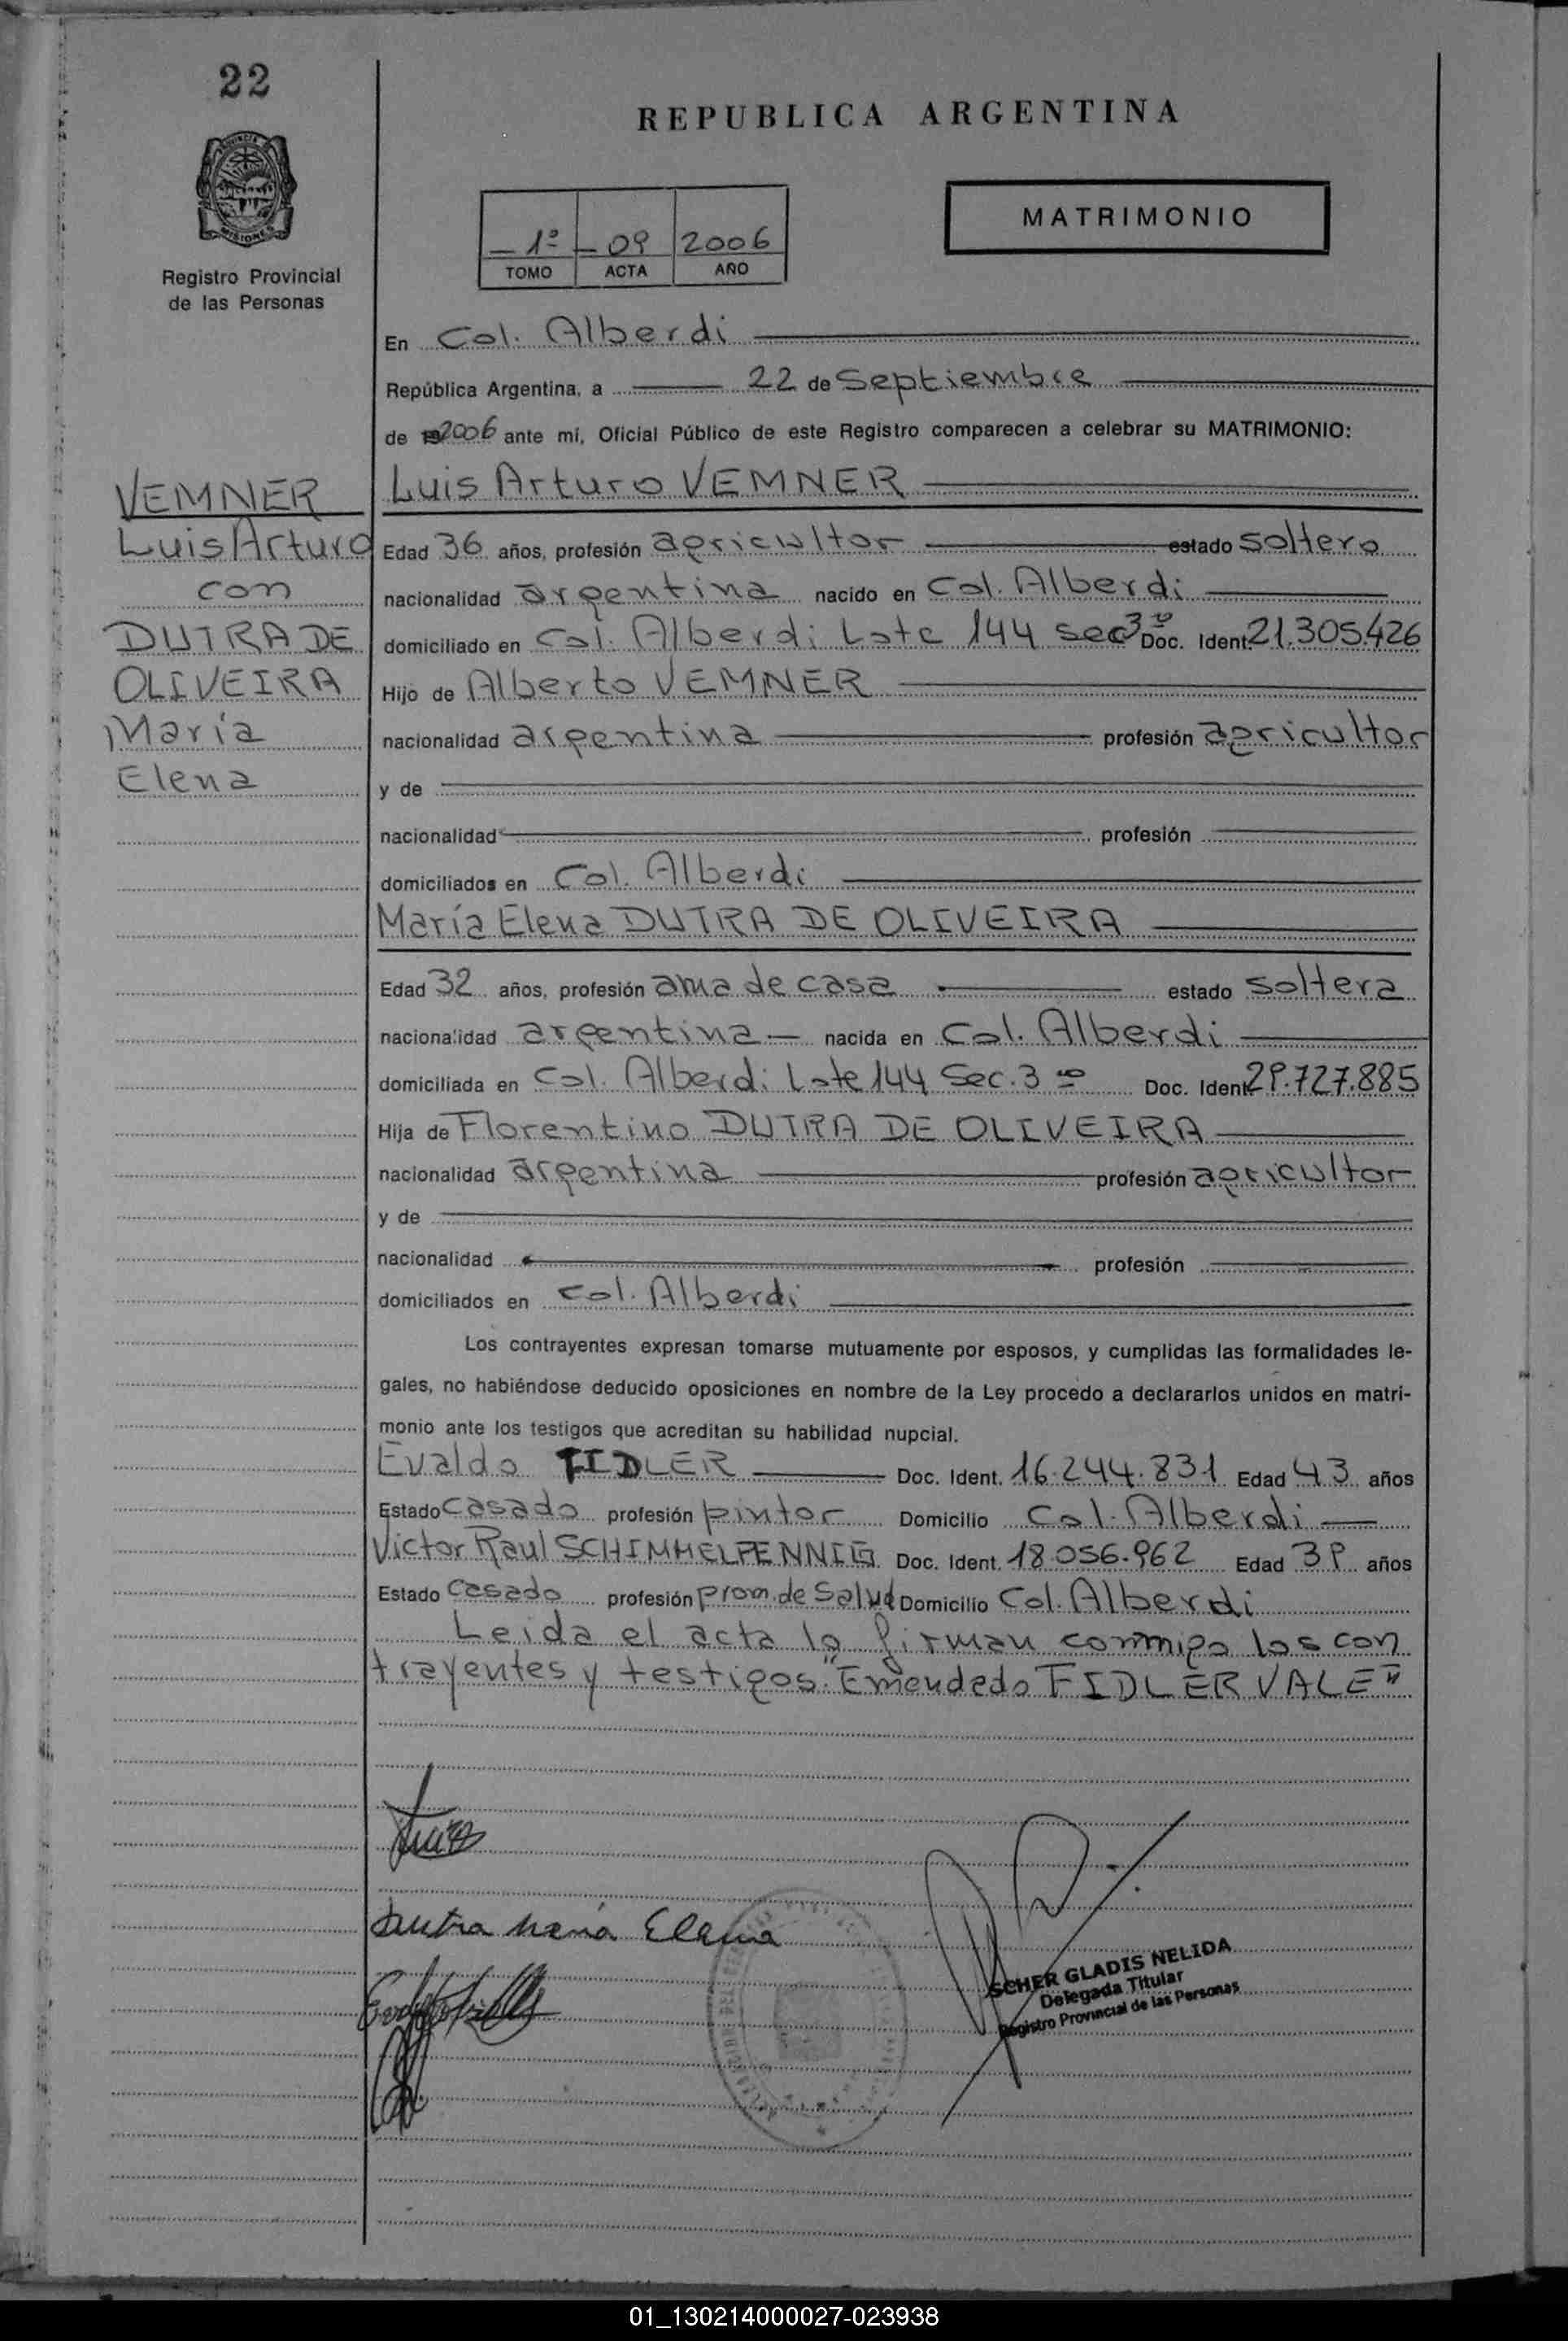 22
REPUBLICA ARGENTINA
PROVINCIA
MISIONES
1º 09 2006
TOMO ACTA AÑO
MATRIMONIO
Registro Provincial
de las Personas
En Col. Alberdi
República Argentina, a 22 de Septiembre
de 2006 ante mí, Oficial Público de este Registro comparecen a celebrar su MATRIMONIO:
VEMNER
Luis Arturo
con
DUTRA DE
OLIVEIRA
María
Elena
Luis Arturo VEMNER
Edad 36 años, profesión agricultor estado soltero
nacionalidad argentina nacido en Col. Alberdi
domiciliado en Col. Alberdi Lote 144 sec 3º Doc. Ident. 21.305.426
Hijo de Alberto VEMNER
nacionalidad argentina profesión agricultor
y de
nacionalidad profesión
domiciliados en Col. Alberdi
María Elena DUTRA DE OLIVEIRA
Edad 32 años, profesión ama de casa estado soltera
nacionalidad argentina nacida en Col. Alberdi
domiciliada en Col. Alberdi Lote 144 Sec. 3º Doc. Ident. 29.727.885
Hija de Florentino DUTRA DE OLIVEIRA
nacionalidad argentina profesión agricultor
y de
nacionalidad profesión
domiciliados en Col. Alberdi
Los contrayentes expresan tomarse mutuamente por esposos, y cumplidas las formalidades le-
gales, no habiéndose deducido oposiciones en nombre de la Ley procedo a declararlos unidos en matri-
monio ante los testigos que acreditan su habilidad nupcial.
Evaldo FIDLER Doc. Ident. 16.244.831 Edad 43 años
Estado casado profesión pintor Domicilio Col. Alberdi
Victor Raul SCHIMMELFENNIG Doc. Ident. 18.056.962 Edad 39 años
Estado casado profesión prom. de Salud Domicilio Col. Alberdi
Leida el acta la firman conmigo los con
trayentes y testigos. "Emendedo FIDLER VALE"
Dutra María Elena
SCHER GLADIS NELIDA
Delegada Titular
Registro Provincial de las Personas
01_130214000027-023938